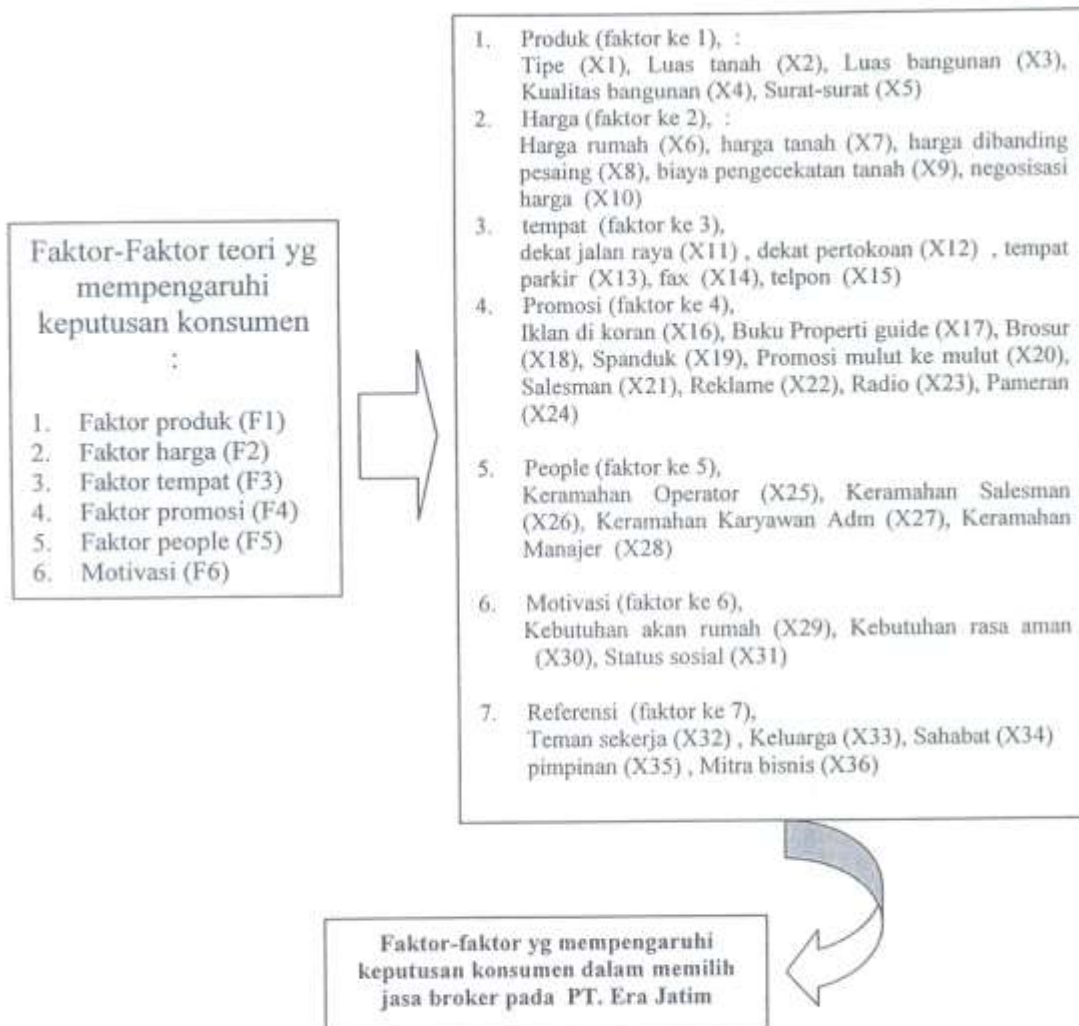 Faktor-Faktor teori yg
mempengaruhi
keputusan konsumen
:
1. Faktor produk (F1)
2. Faktor harga (F2)
3. Faktor tempat (F3)
4. Faktor promosi (F4)
5. Faktor people (F5)
6. Motivasi (F6)
1. Produk (faktor ke 1), :
Tipe (X1), Luas tanah (X2), Luas bangunan (X3),
Kualitas bangunan (X4), Surat-surat (X5)
2. Harga (faktor ke 2), :
Harga rumah (X6), harga tanah (X7), harga dibanding
pesaing (X8), biaya pengecekatan tanah (X9), negosisasi
harga (X10)
3. tempat (faktor ke 3),
dekat jalan raya (X11) , dekat pertokoan (X12) , tempat
parkir (X13), fax (X14), telpon (X15)
4. Promosi (faktor ke 4),
Iklan di koran (X16), Buku Properti guide (X17), Brosur
(X18), Spanduk (X19), Promosi mulut ke mulut (X20),
Salesman (X21), Reklame (X22), Radio (X23), Pameran
(X24)
5. People (faktor ke 5),
Keramahan Operator (X25), Keramahan Salesman
(X26), Keramahan Karyawan Adm (X27), Keramahan
Manajer (X28)
6. Motivasi (faktor ke 6),
Kebutuhan akan rumah (X29), Kebutuhan rasa aman
(X30), Status sosial (X31)
7. Referensi (faktor ke 7),
Teman sekerja (X32) , Keluarga (X33), Sahabat (X34)
pimpinan (X35) , Mitra bisnis (X36)
Faktor-faktor yg mempengaruhi
keputusan konsumen dalam memilih
jasa broker pada PT. Era Jatim